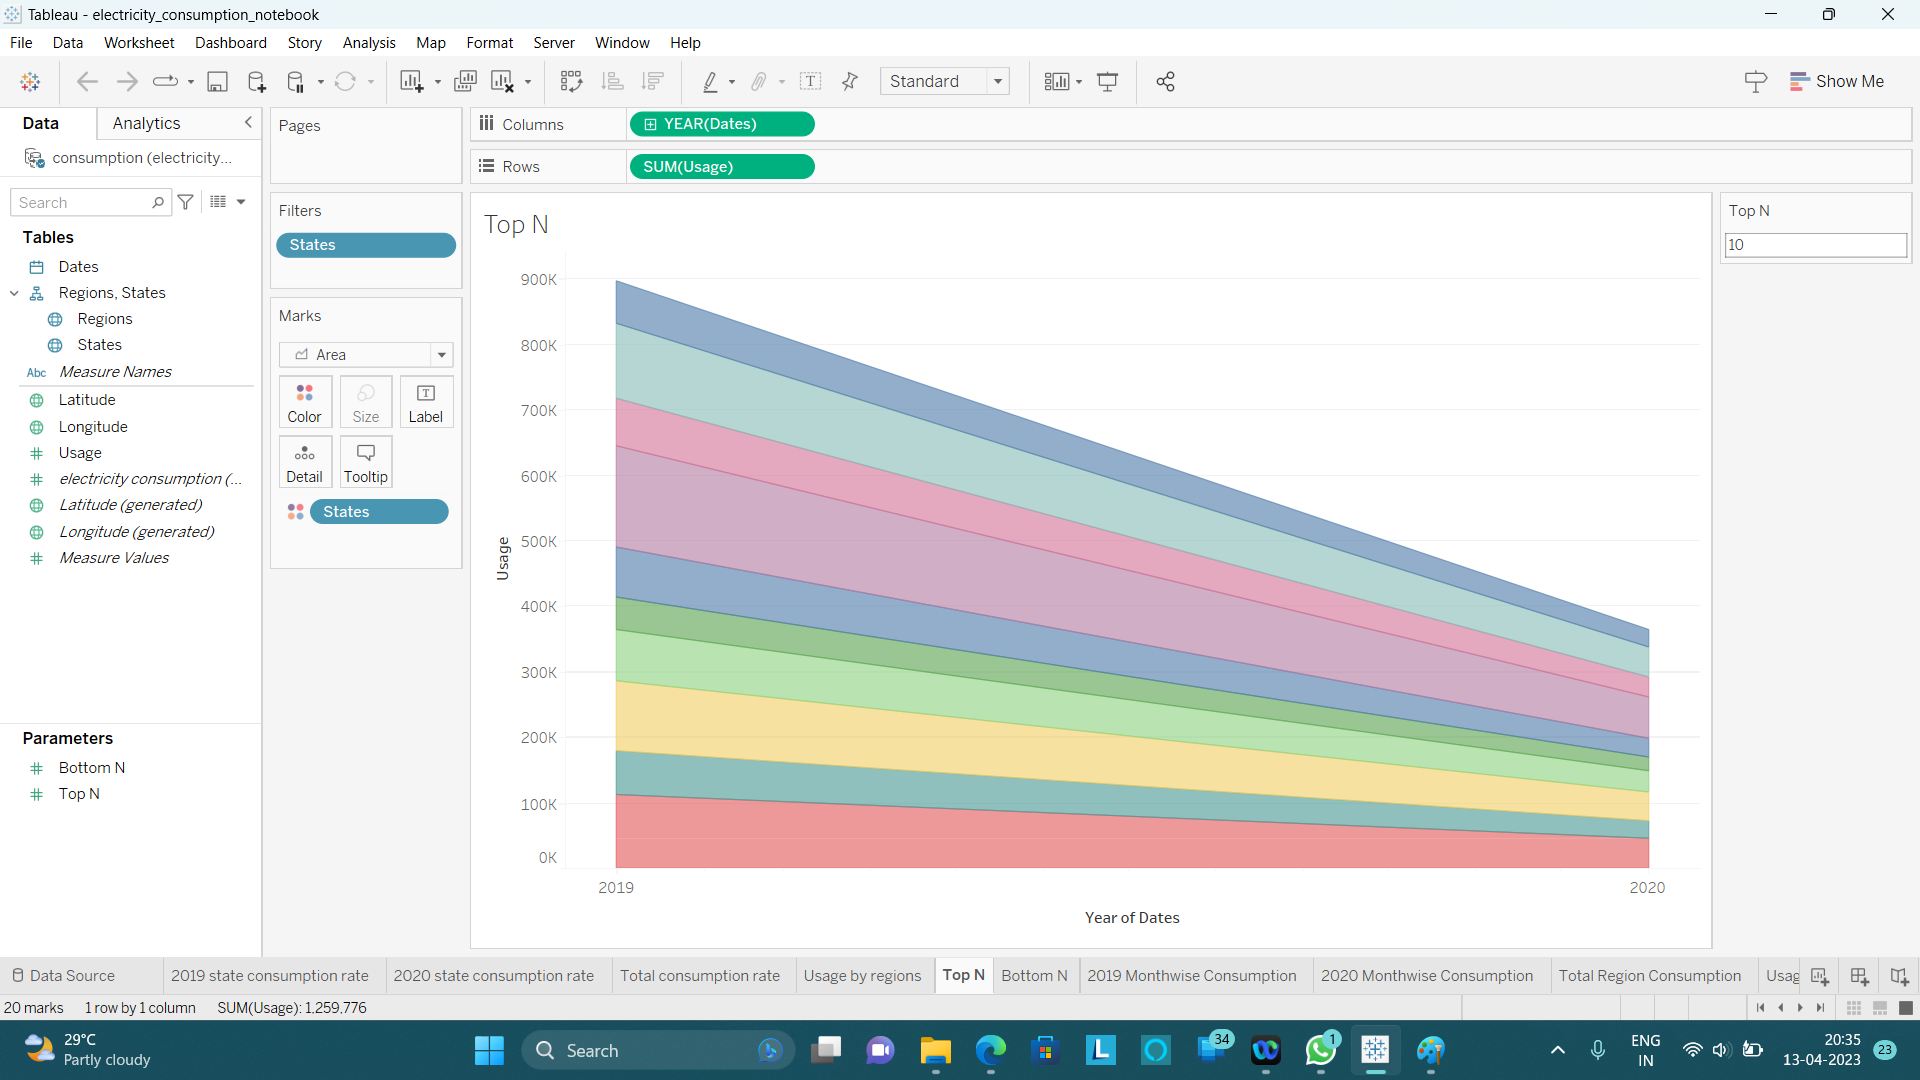 Tableau - electricity_consumption_notebook
File Data Worksheet Dashboard Story Analysis Map Format Server Window Help
Standard
Show Me
Data Analytics
consumption (electricity...
Search
Tables
Dates
Regions, States
Regions
States
Abc Measure Names
Latitude
Longitude
Usage
electricity consumption (...
Latitude (generated)
Longitude (generated)
Measure Values
Parameters
Bottom N
Top N
Pages
Filters
States
Marks
Area
Color Size Label
Detail Tooltip
States
Columns YEAR(Dates)
Rows SUM(Usage)
Top N
900K
800K
700K
600K
500K
400K
300K
200K
100K
0K
Usage
2019 2020
Year of Dates
Top N
10
Data Source 2019 state consumption rate 2020 state consumption rate Total consumption rate Usage by regions Top N Bottom N 2019 Monthwise Consumption 2020 Monthwise Consumption Total Region Consumption Usag
20 marks 1 row by 1 column SUM(Usage): 1,259,776
29°C
Partly cloudy
Search
34
1
ENG
IN
20:35
13-04-2023
23